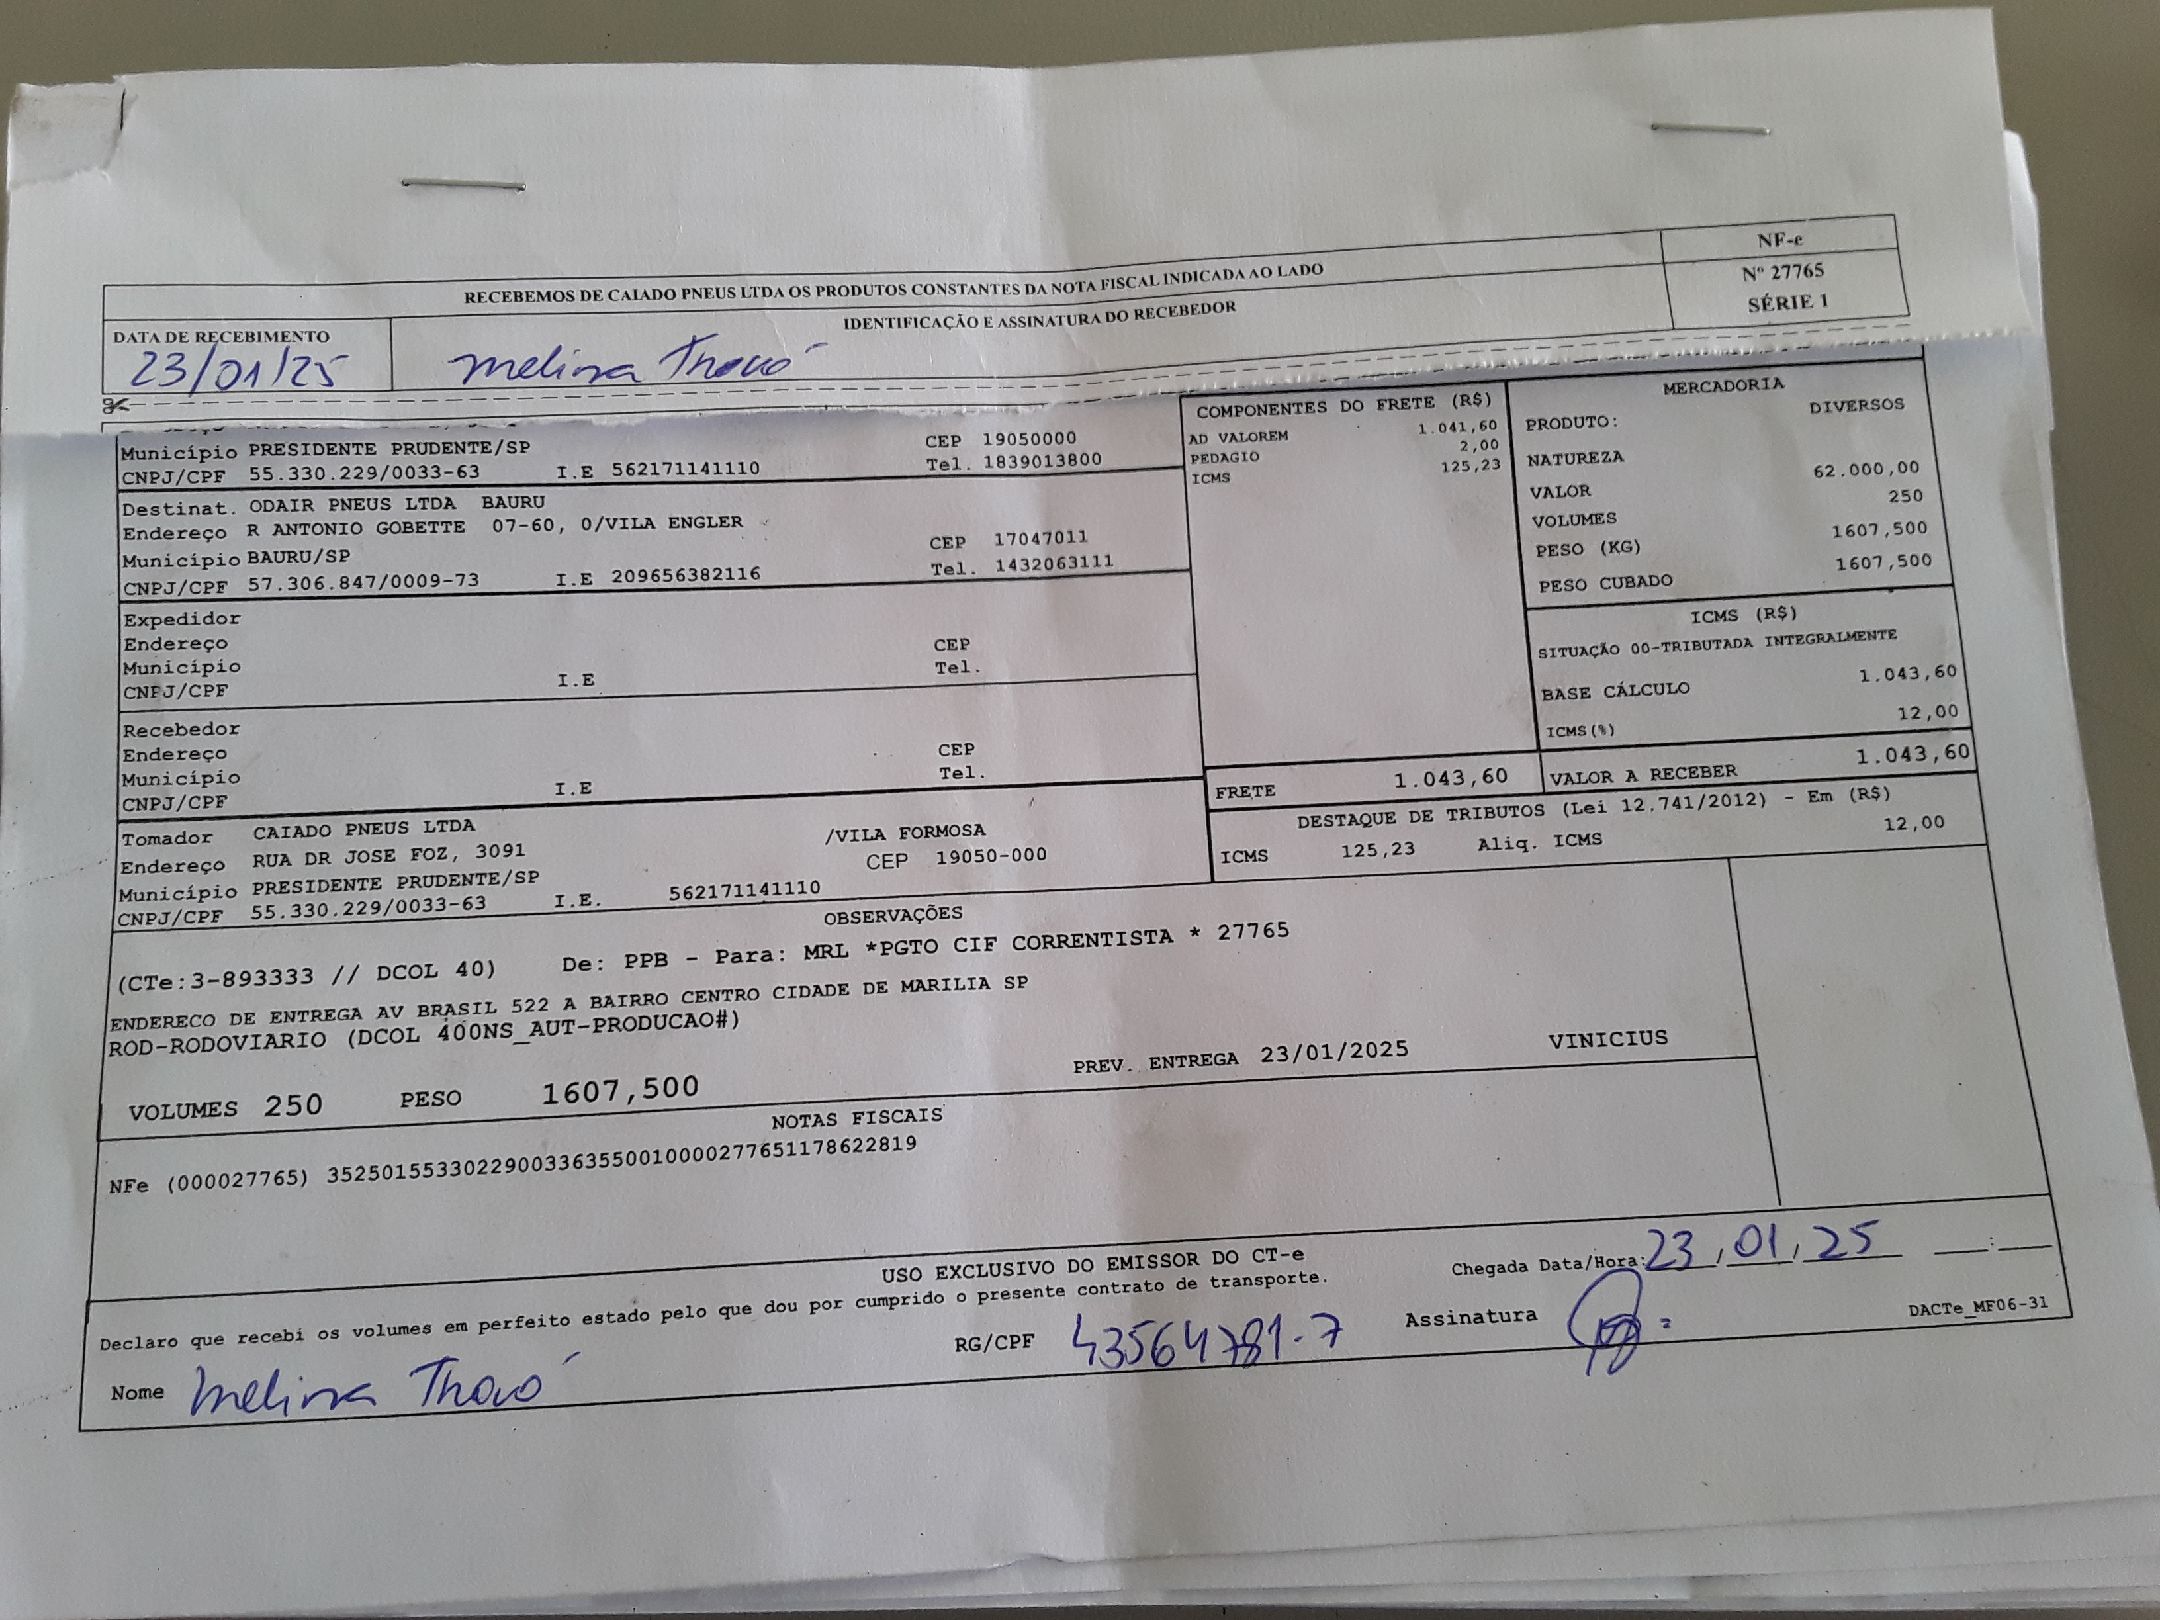 RECEBEMOS DE CAIADO PNEUS LTDA OS PRODUTOS CONSTANTES DA NOTA FISCAL INDICADA AO LADO
NF-e
Nº 27765
SÉRIE 1
DATA DE RECEBIMENTO
23/01/25
IDENTIFICAÇÃO E ASSINATURA DO RECEBEDOR
Melina
Município PRESIDENTE PRUDENTE/SP CEP 19050000
CNPJ/CPF 55.330.229/0033-63 I.E 562171141110 Tel. 1839013800
Destinat. ODAIR PNEUS LTDA BAURU
Endereço R ANTONIO GOBETTE 07-60, 0/VILA ENGLER
Município BAURU/SP CEP 17047011
CNPJ/CPF 57.306.847/0009-73 I.E 209656382116 Tel. 1432063111
Expedidor
Endereço CEP
Município Tel.
CNPJ/CPF I.E
Recebedor
Endereço CEP
Município Tel.
CNPJ/CPF I.E
Tomador CAIADO PNEUS LTDA
Endereço RUA DR JOSE FOZ, 3091 /VILA FORMOSA
Município PRESIDENTE PRUDENTE/SP CEP 19050-000
CNPJ/CPF 55.330.229/0033-63 I.E. 562171141110
COMPONENTES DO FRETE (R$)
AD VALOREM 1.041,60
PEDAGIO 2,00
ICMS 125,23
FRETE 1.043,60
MERCADORIA
PRODUTO: DIVERSOS
NATUREZA
VALOR 62.000,00
VOLUMES 250
PESO (KG) 1607,500
PESO CUBADO 1607,500
ICMS (R$)
SITUAÇÃO 00-TRIBUTADA INTEGRALMENTE
BASE CÁLCULO 1.043,60
ICMS(%) 12,00
VALOR A RECEBER 1.043,60
DESTAQUE DE TRIBUTOS (Lei 12.741/2012) - Em (R$)
ICMS 125,23 Aliq. ICMS 12,00
OBSERVAÇÕES
(CTe:3-893333 // DCOL 40) De: PPB - Para: MRL *PGTO CIF CORRENTISTA * 27765
ENDERECO DE ENTREGA AV BRASIL 522 A BAIRRO CENTRO CIDADE DE MARILIA SP
ROD-RODOVIARIO (DCOL 400NS_AUT-PRODUCAO#)
PREV. ENTREGA 23/01/2025 VINICIUS
VOLUMES 250 PESO 1607,500
NOTAS FISCAIS
NFe (000027765) 35250155330229003363550010000277651178622819
USO EXCLUSIVO DO EMISSOR DO CT-e
Chegada Data/Hora: 23/01/25 __:__
Declaro que recebi os volumes em perfeito estado pelo que dou por cumprido o presente contrato de transporte.
Nome Melina RG/CPF 43564781-7 Assinatura
DACTe_MF06-31